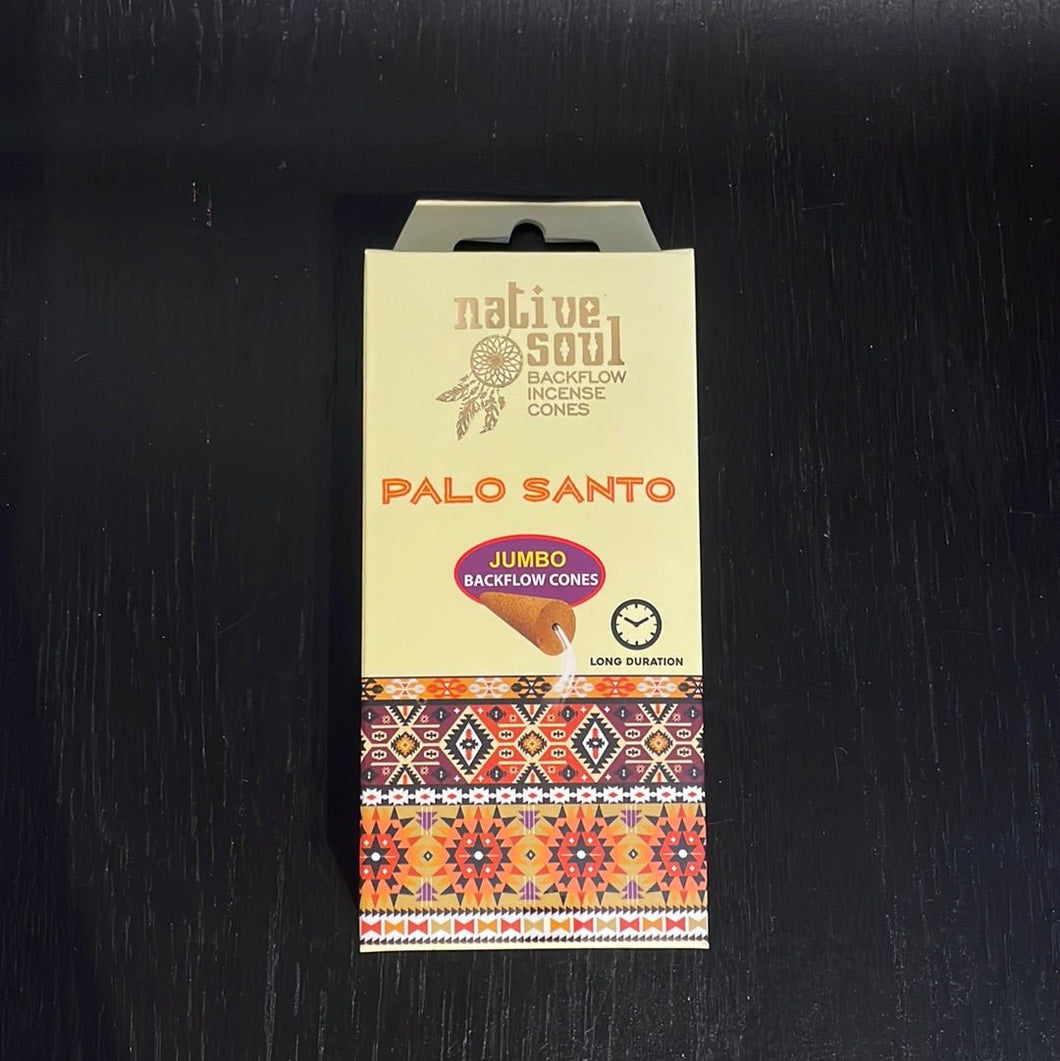 native
soul
BACKFLOW
INCENSE
CONES
PALO SANTO
JUMBO
BACKFLOW CONES
LONG DURATION